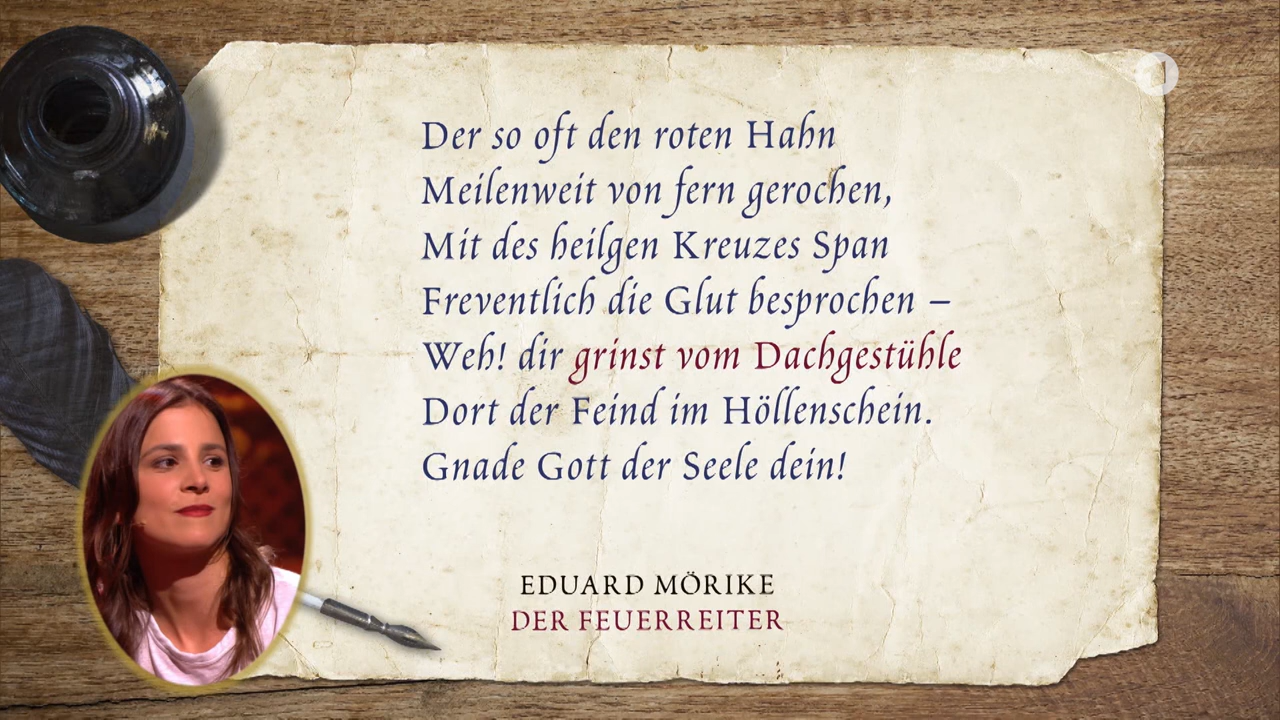 Der so oft den roten Hahn
Meilenweit von fern gerochen,
Mit des heilgen Kreuzes Span
Freventlich die Glut besprochen –
Weh! dir grinst vom Dachgestühle
Dort der Feind im Höllenschein.
Gnade Gott der Seele dein!
EDUARD MÖRIKE
DER FEUERREITER
1